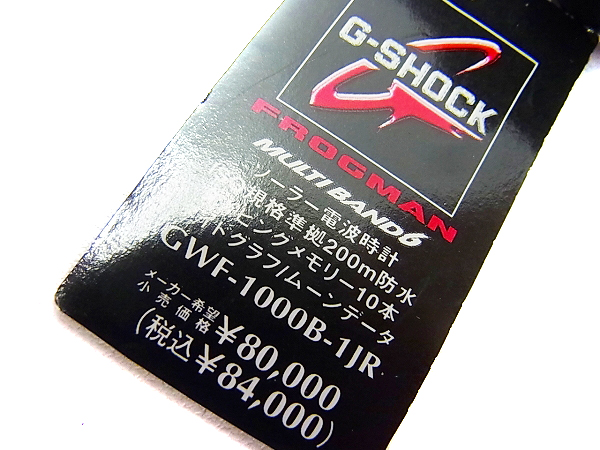 G-SHOCK
FROGMAN
MULTI BAND 6
ソーラー電波時計
規格準拠200m防水
ピングメモリー10本
ドグラフ/ムーンデータ
GWF-1000B-1JR
メーカー希望
小売価格 ¥80,000
(税込¥84,000)